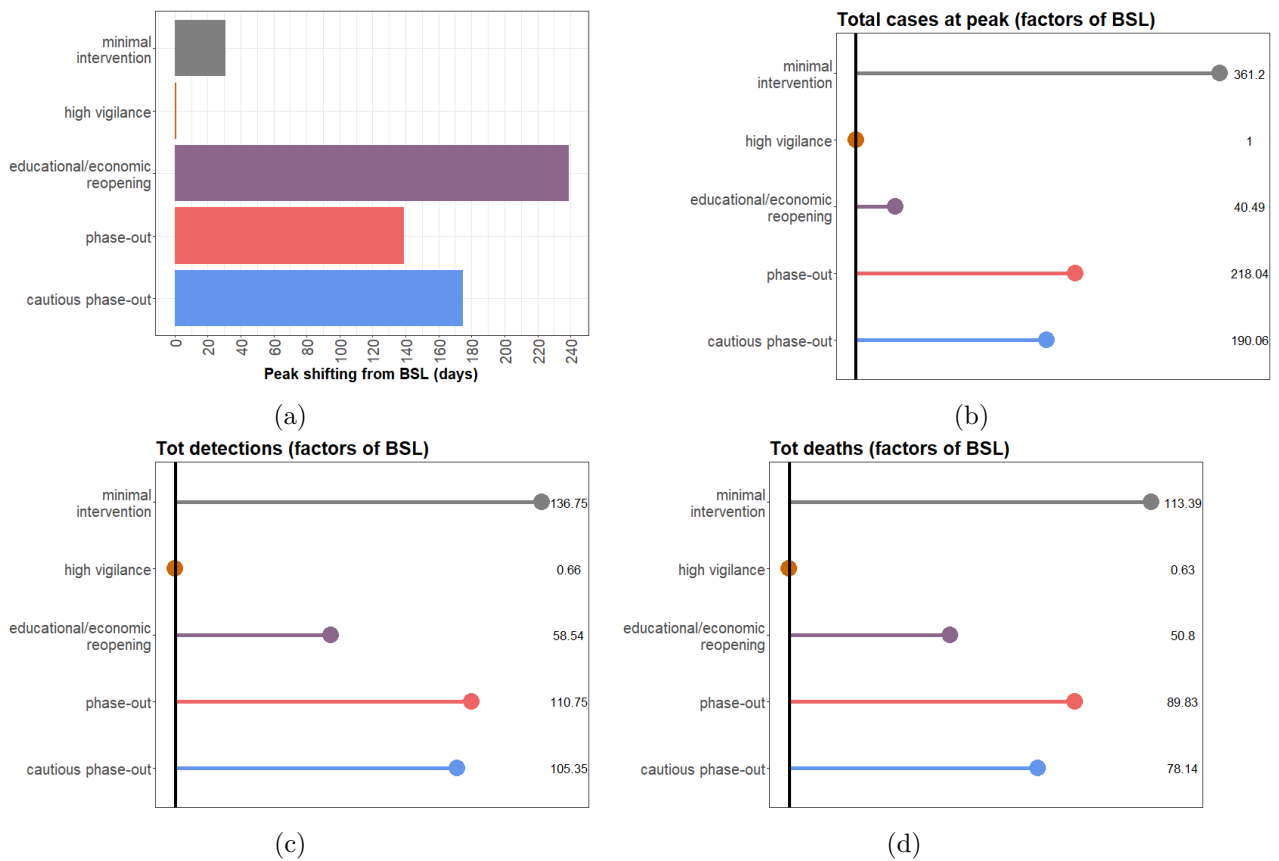 minimal
intervention
high vigilance
educational/economic
reopening
phase-out
cautious phase-out
0
20
40
60
80
100
120
140
160
180
200
220
240
Peak shifting from BSL (days)
(a)
Total cases at peak (factors of BSL)
minimal
intervention
361.2
high vigilance
1
educational/economic
reopening
40.49
phase-out
218.04
cautious phase-out
190.06
(b)
Tot detections (factors of BSL)
minimal
intervention
136.75
high vigilance
0.66
educational/economic
reopening
58.54
phase-out
110.75
cautious phase-out
105.35
(c)
Tot deaths (factors of BSL)
minimal
intervention
113.39
high vigilance
0.63
educational/economic
reopening
50.8
phase-out
89.83
cautious phase-out
78.14
(d)